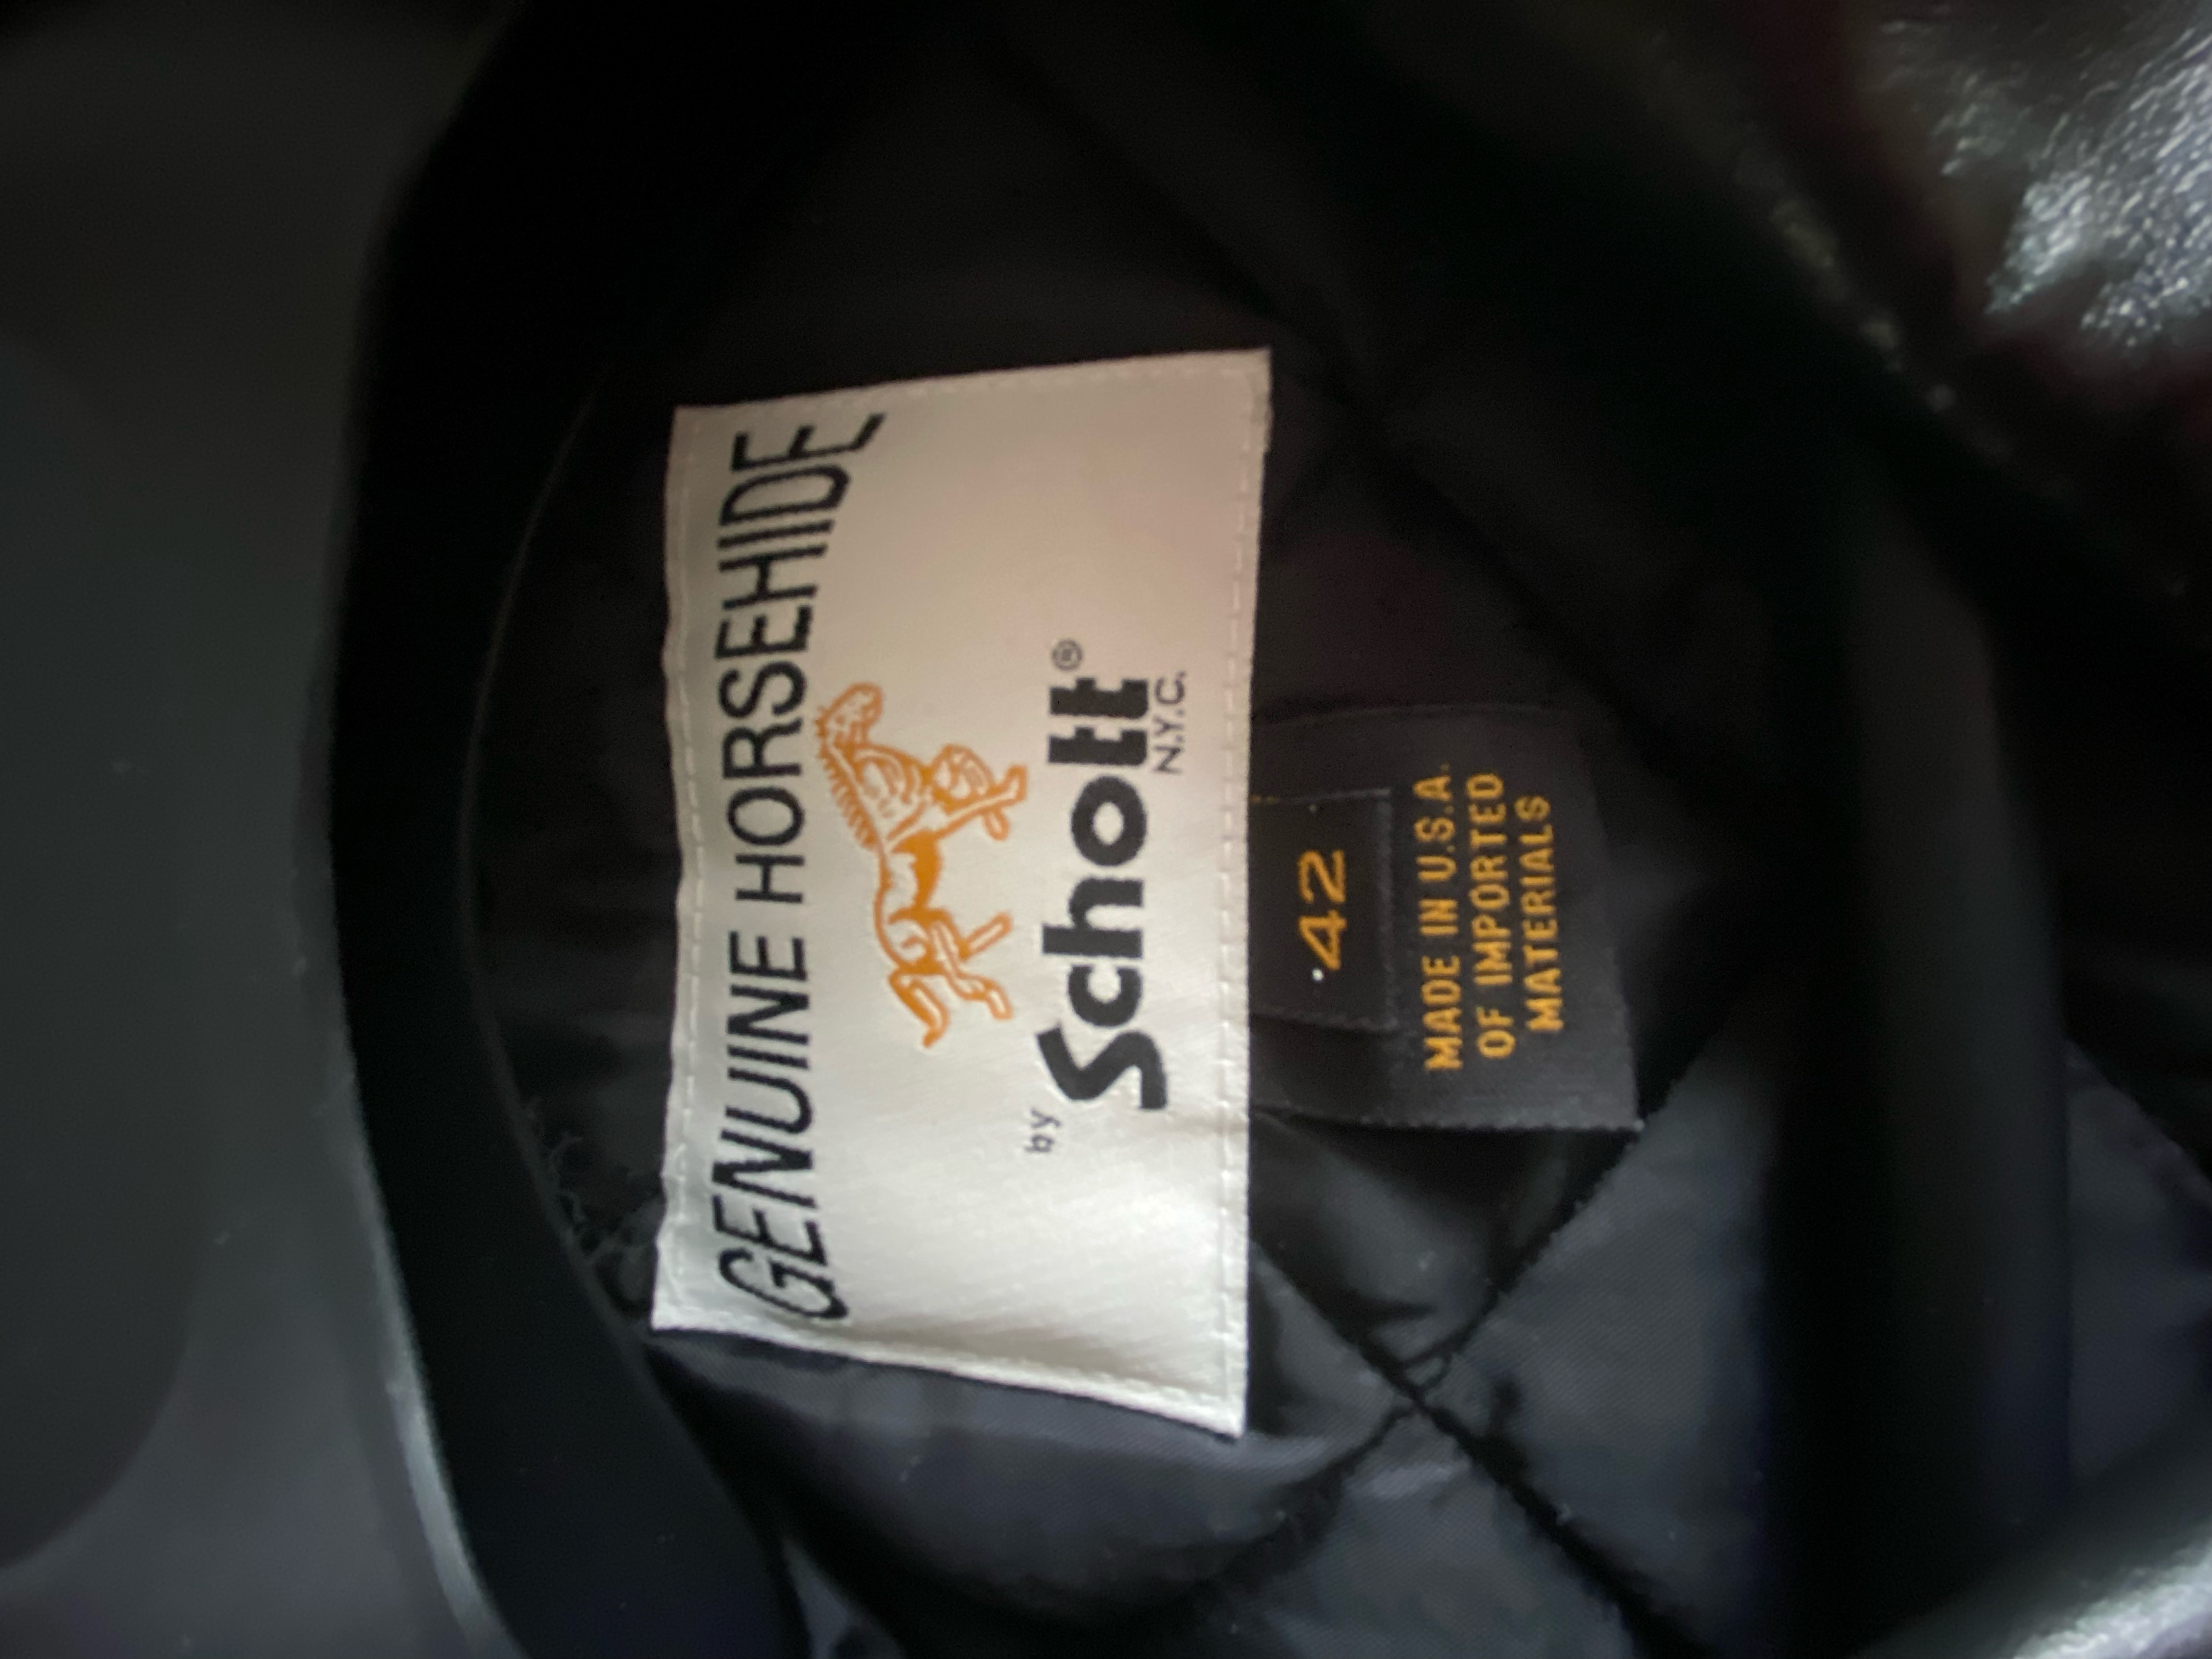 GENUINE HORSEHIDE
by
Schott®
N.Y.C.
42
MADE IN U.S.A.
OF IMPORTED
MATERIALS